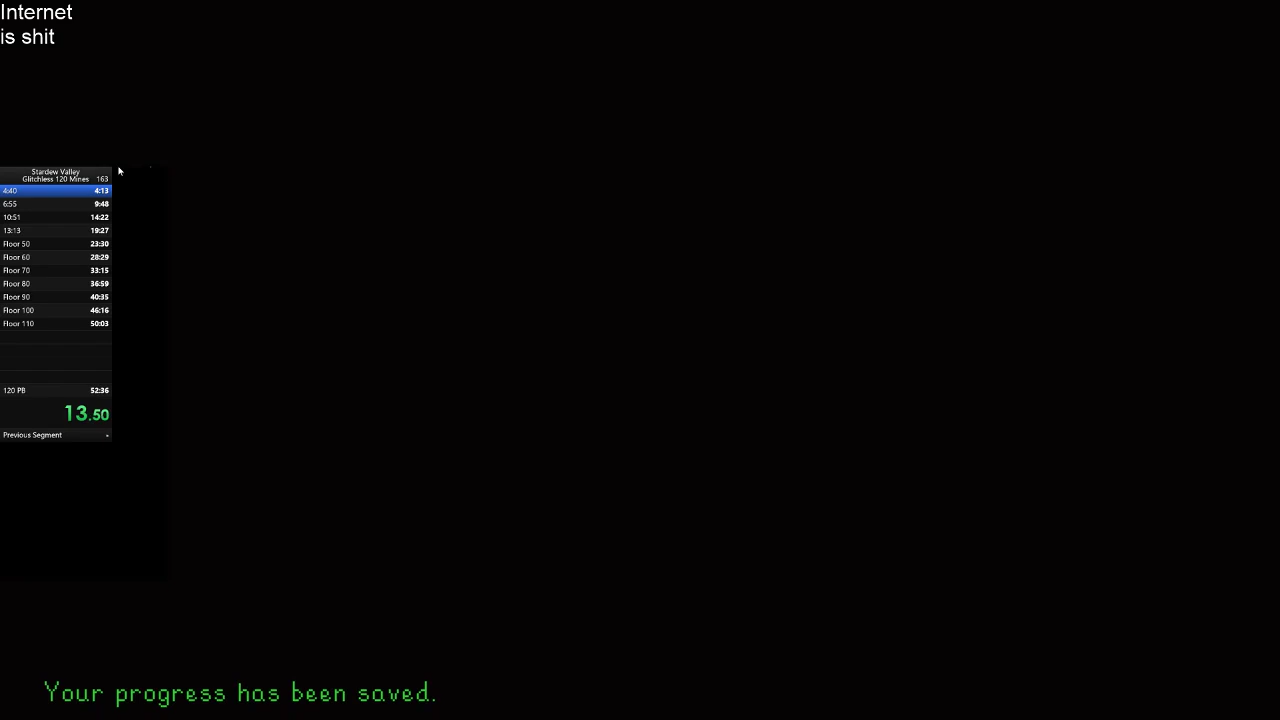 Internet
is shit
Stardew Valley
Glitchless 120 Mines 163
4:40 4:13
6:55 9:48
10:51 14:22
13:13 19:27
Floor 50 23:30
Floor 60 28:29
Floor 70 33:15
Floor 80 36:59
Floor 90 40:35
Floor 100 46:16
Floor 110 50:03
120 PB 52:36
13.50
Previous Segment -
Your progress has been saved.